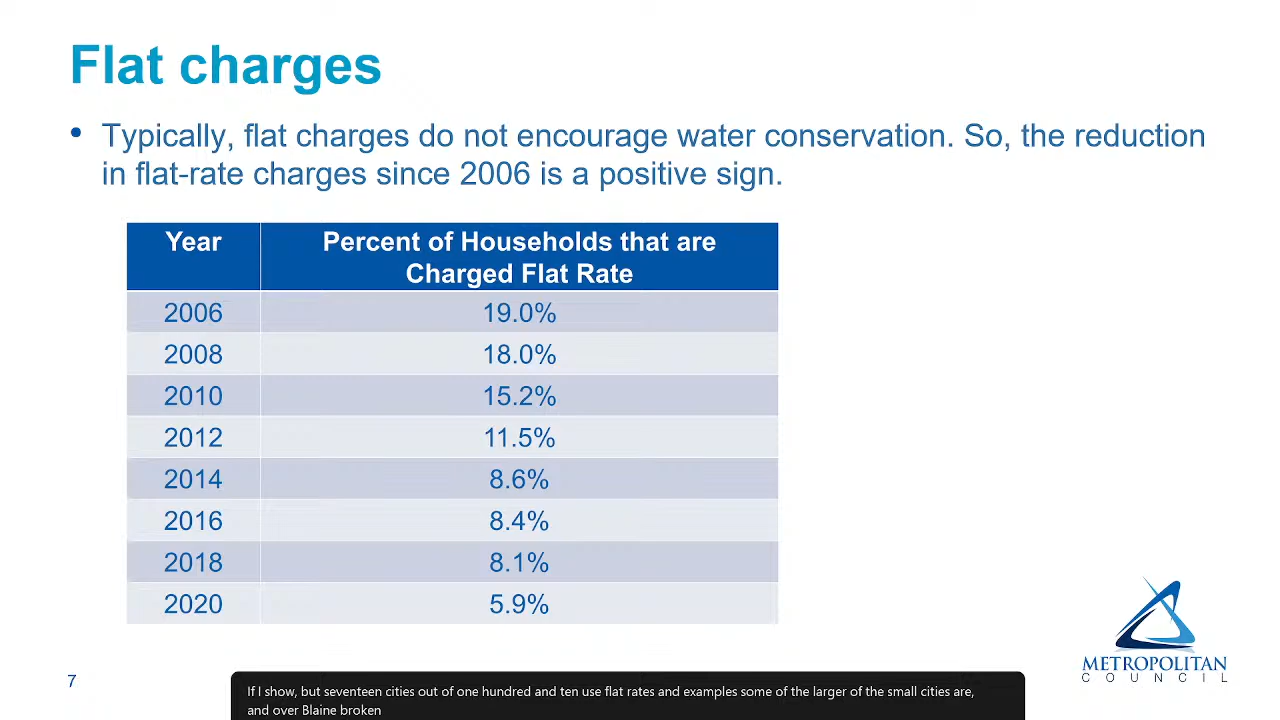 Flat charges
• Typically, flat charges do not encourage water conservation. So, the reduction
in flat-rate charges since 2006 is a positive sign.
Year Percent of Households that are
Charged Flat Rate
2006 19.0%
2008 18.0%
2010 15.2%
2012 11.5%
2014 8.6%
2016 8.4%
2018 8.1%
2020 5.9%
METROPOLITAN
COUNCIL
7
If I show, but seventeen cities out of one hundred and ten use flat rates and examples some of the larger of the small cities are,
and over Blaine broken